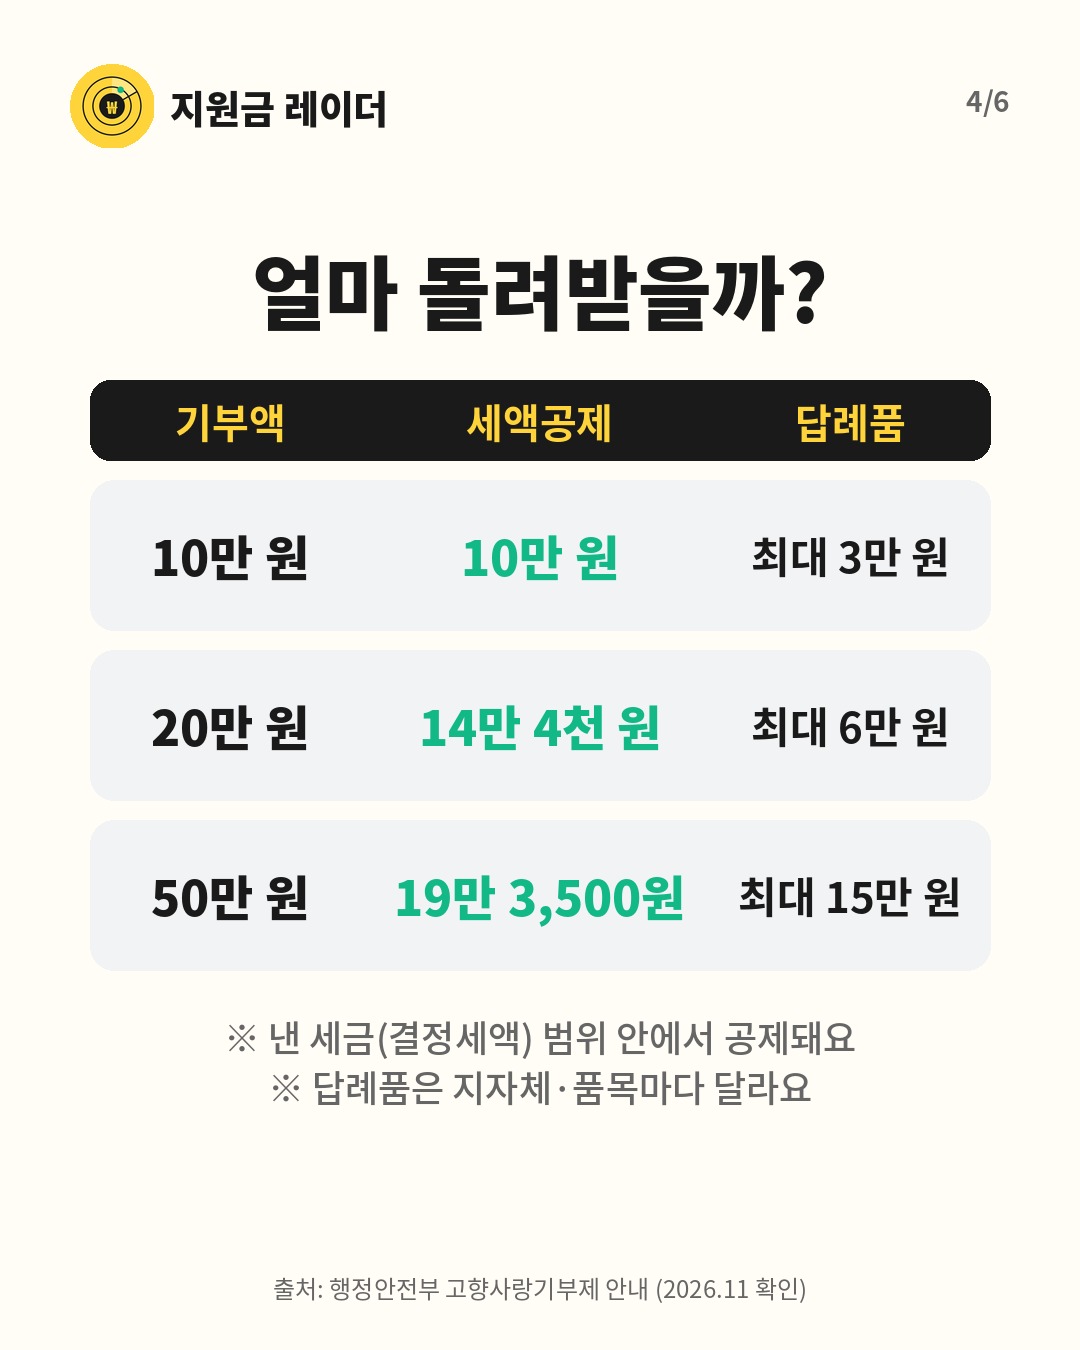 ₩
지원금 레이더
4/6
얼마 돌려받을까?
기부액 세액공제 답례품
10만 원 10만 원 최대 3만 원
20만 원 14만 4천 원 최대 6만 원
50만 원 19만 3,500원 최대 15만 원
※ 낸 세금(결정세액) 범위 안에서 공제돼요
※ 답례품은 지자체·품목마다 달라요
출처: 행정안전부 고향사랑기부제 안내 (2026.11 확인)